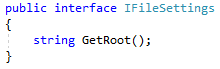 public interface IFileSettings
{
    string GetRoot();
}